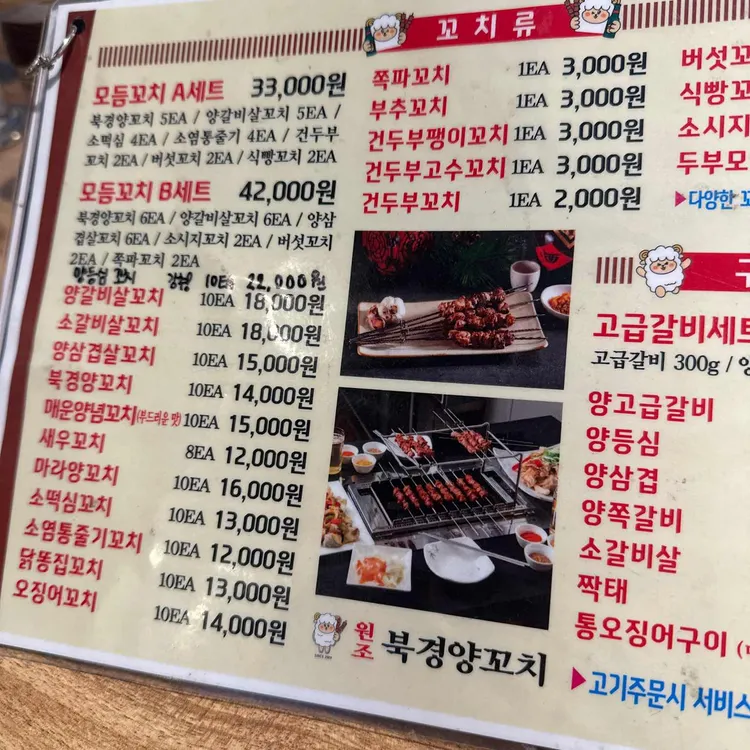 꼬치류
모듬꼬치 A세트 33,000원
북경양꼬치 5EA / 양갈비살꼬치 5EA /
소떡심 4EA / 소염통줄기 4EA / 건두부
꼬치 2EA / 버섯꼬치 2EA / 식빵꼬치 2EA
모듬꼬치 B세트 42,000원
북경양꼬치 6EA / 양갈비살꼬치 6EA / 양삼
겹살꼬치 6EA / 소시지꼬치 2EA / 버섯꼬치
2EA / 쪽파꼬치 2EA
양등심 꼬치 10EA 22,000원
양갈비살꼬치 10EA 18,000원
소갈비살꼬치 10EA 18,000원
양삼겹살꼬치 10EA 15,000원
북경양꼬치 10EA 14,000원
매운양념꼬치(부드러운 맛) 10EA 15,000원
새우꼬치 8EA 12,000원
마라양꼬치 10EA 16,000원
소떡심꼬치 10EA 13,000원
소염통줄기꼬치 10EA 12,000원
닭똥집꼬치 10EA 13,000원
오징어꼬치 10EA 14,000원
쪽파꼬치 1EA 3,000원
부추꼬치 1EA 3,000원
건두부팽이꼬치 1EA 3,000원
건두부고수꼬치 1EA 3,000원
건두부꼬치 1EA 2,000원
원조 북경양꼬치
버섯꼬
식빵꼬
소시지
두부모
▶다양한 꼬
고급갈비세트
고급갈비 300g /
양고급갈비
양등심
양삼겹
양쪽갈비
소갈비살
짝태
통오징어구이
▶고기주문시 서비스